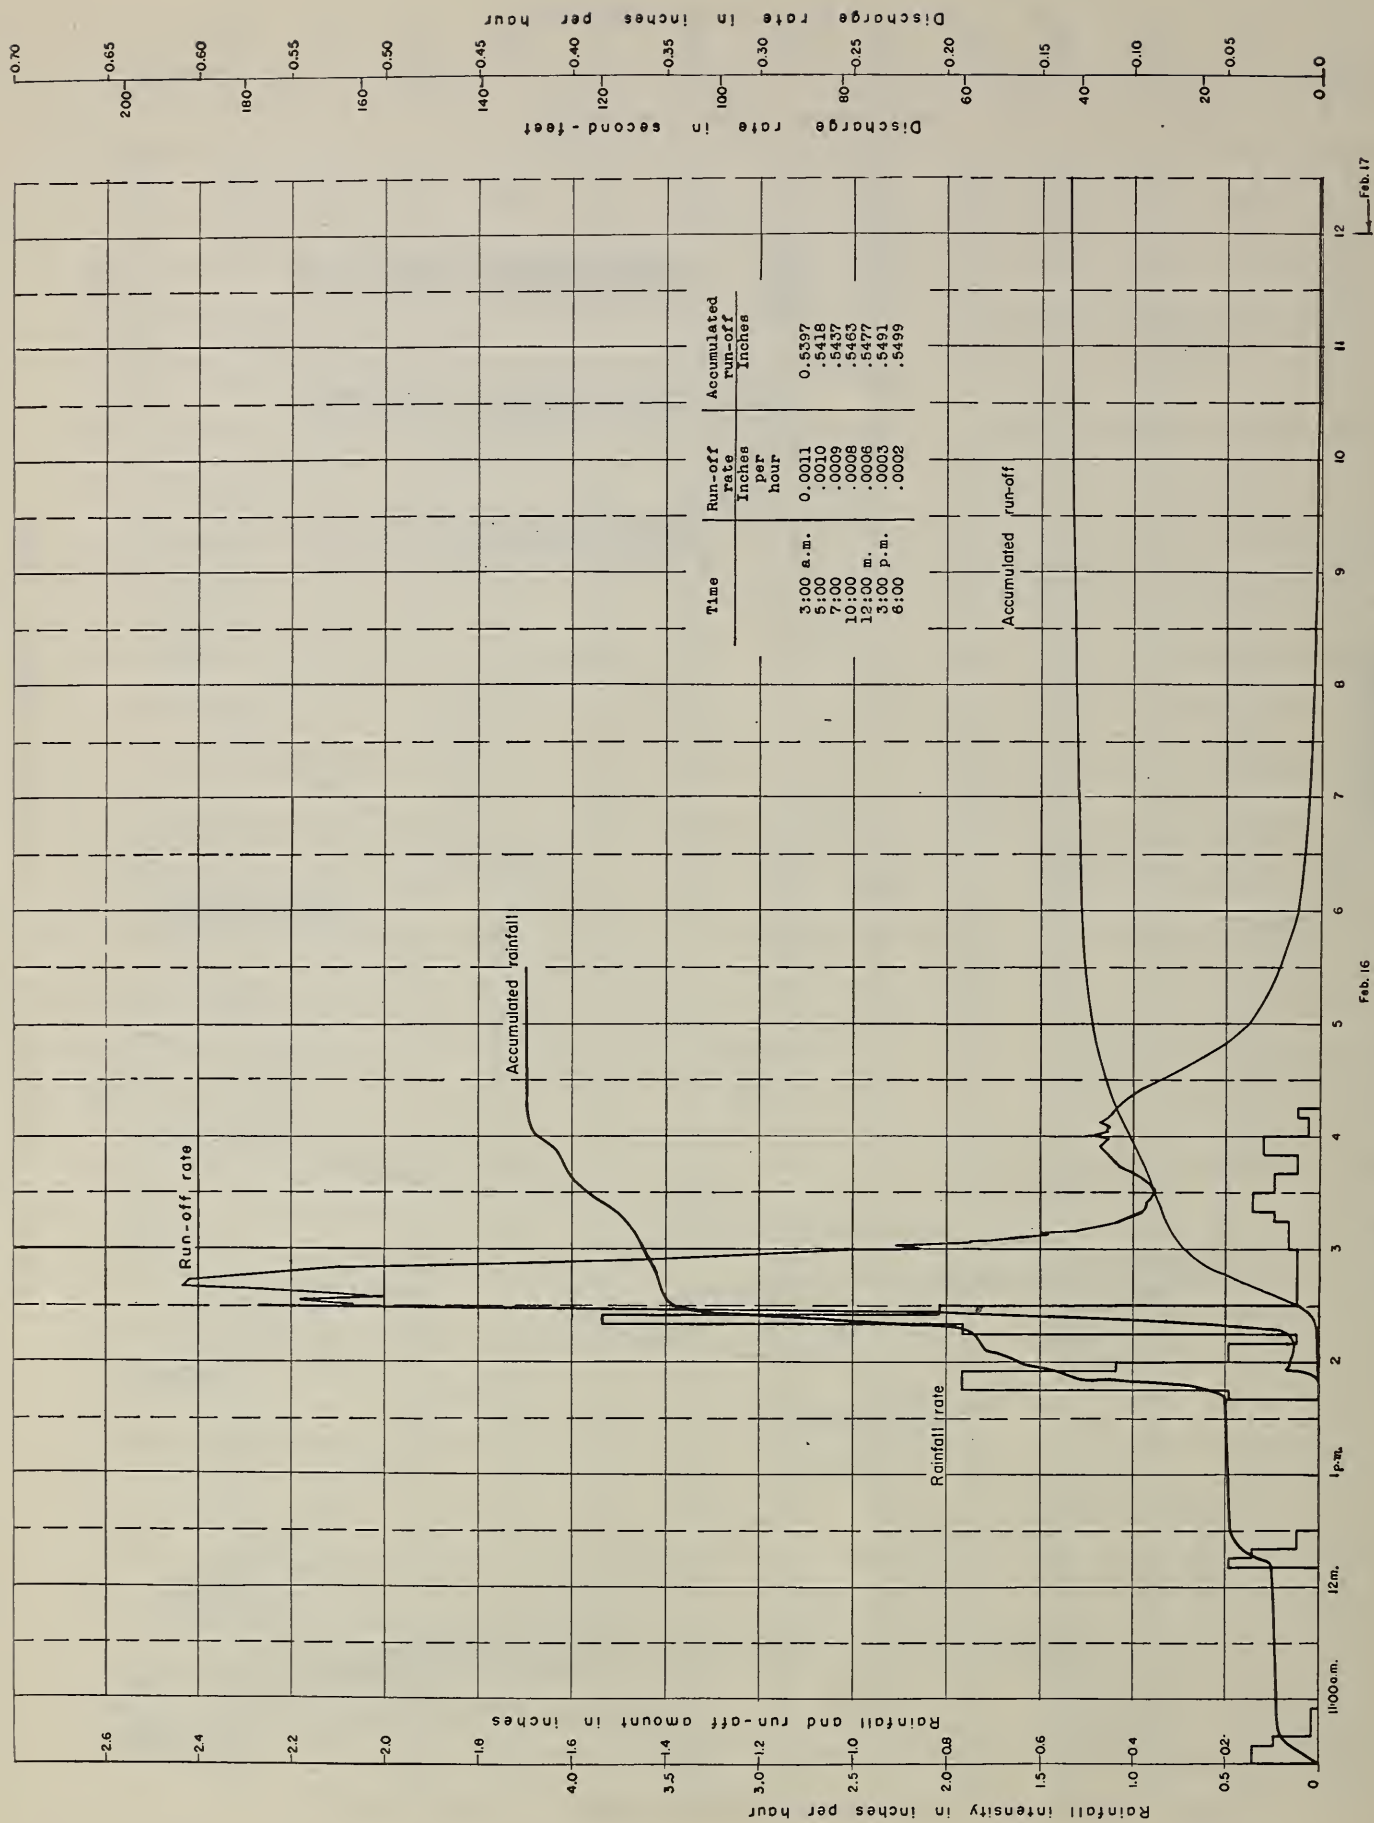 Discharge rate in inches per hour
0.70
0.65
0.60
0.55
0.50
0.45
0.40
0.35
0.30
0.25
0.20
0.15
0.10
0.05
0
200
180
160
140
120
100
80
60
40
20
0
Discharge rate in second-feet
Run-off rate
Accumulated rainfall
Rainfall rate
Accumulated run-off
Time
Run-off rate
Accumulated run-off
Inches per hour
Inches
3:00 a.m. 0.0011 0.5397
5:00 .0010 .5418
7:00 .0009 .5437
10:00 .0008 .5463
12:00 m. .0006 .5477
3:00 p.m. .0003 .5491
6:00 .0002 .5499
Rainfall and run-off amount in inches
2.6
2.4
2.2
2.0
1.8
1.6
1.4
1.2
1.0
0.8
0.6
0.4
0.2
4.0
3.5
3.0
2.5
2.0
1.5
1.0
0.5
0
Rainfall intensity in inches per hour
11:00a.m.
12m.
1p.m.
2
3
4
5
6
7
8
9
10
11
12
Feb. 16
Feb. 17